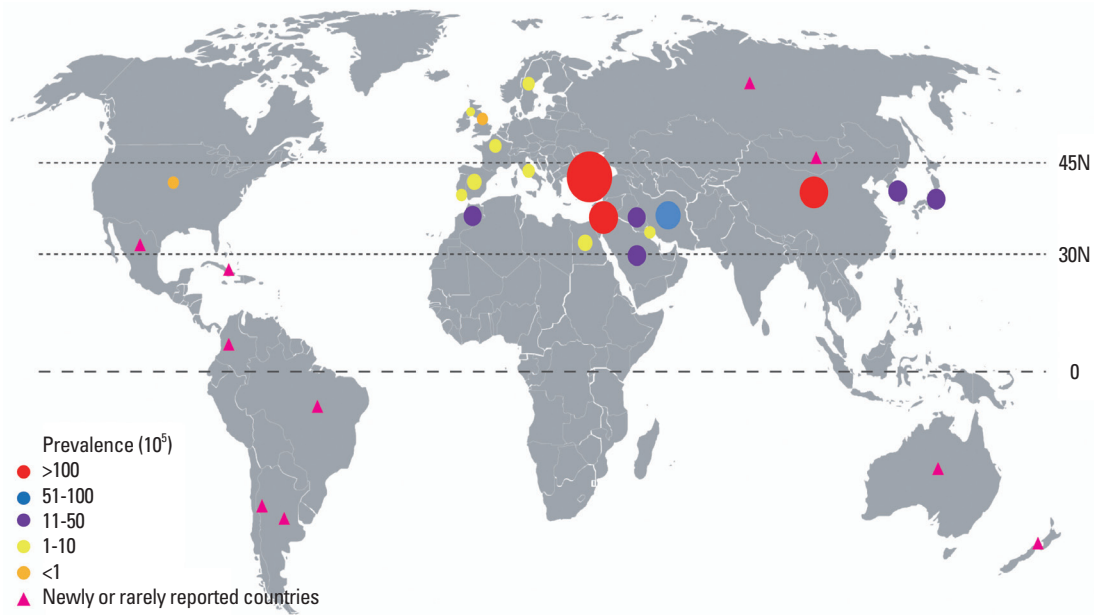 45N
30N
0
Prevalence (10⁵)
>100
51-100
11-50
1-10
<1
Newly or rarely reported countries